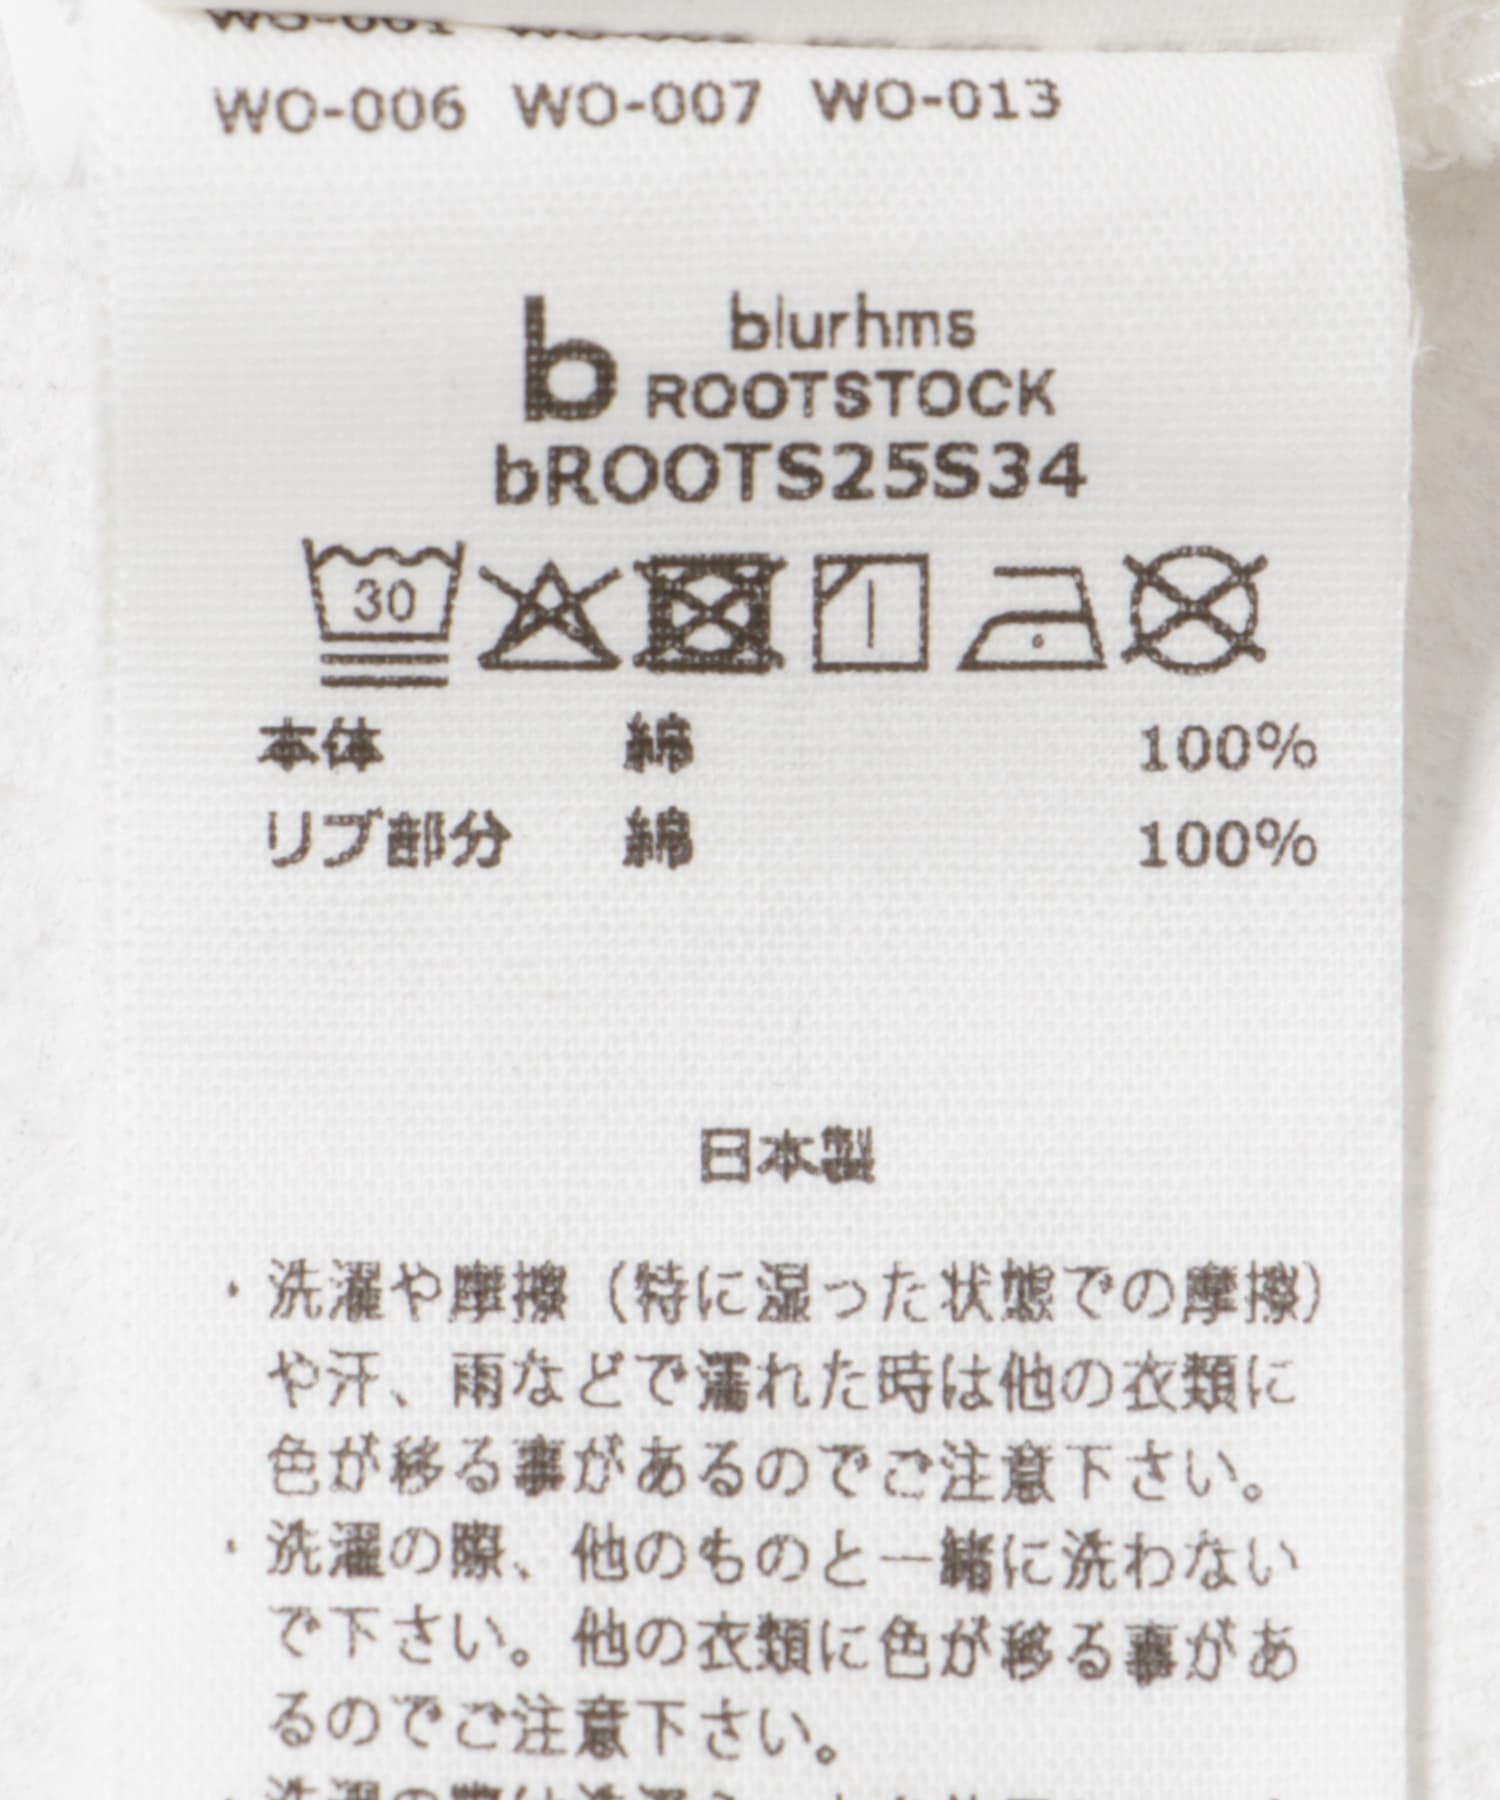 WO-006 WO-007 WO-013
b blurhms
ROOTSTOCK
bROOTS25S34
30
本体 綿 100%
リブ部分 綿 100%
日本製
・洗濯や摩擦（特に湿った状態での摩擦）
や汗、雨などで濡れた時は他の衣類に
色が移る事があるのでご注意下さい。
・洗濯の際、他のものと一緒に洗わない
で下さい。他の衣類に色が移る事があ
るのでご注意下さい。